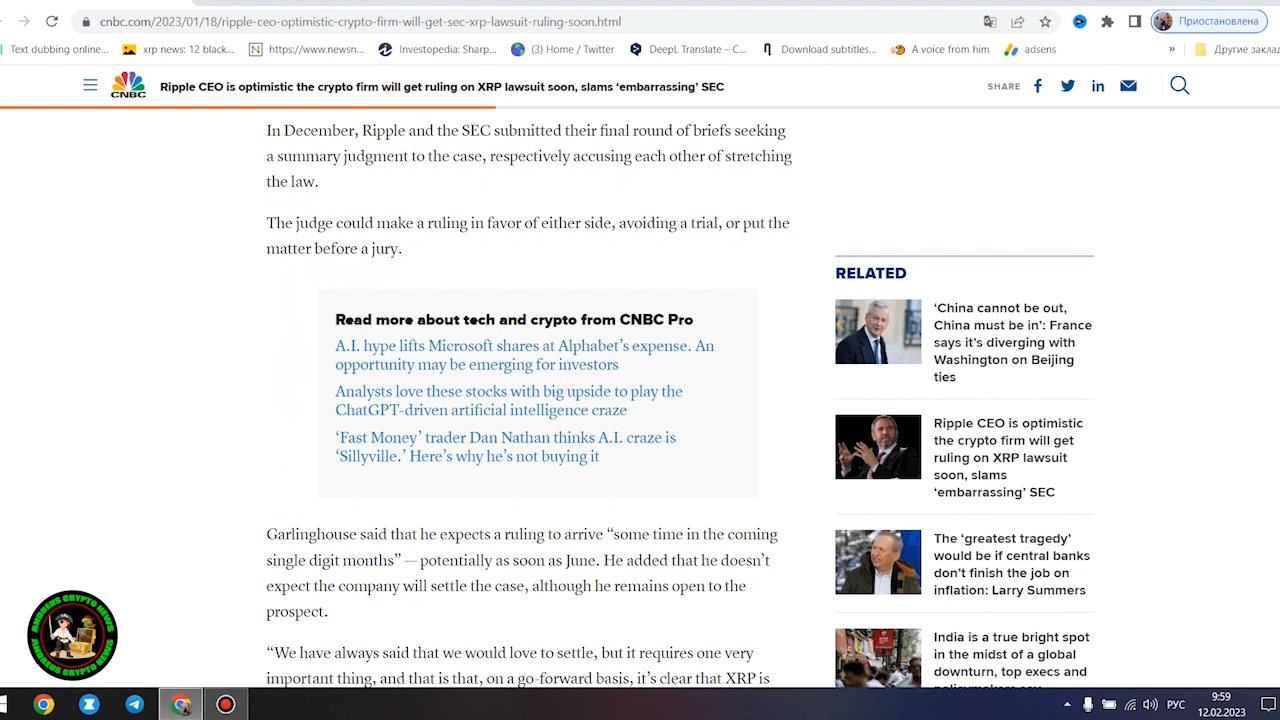 cnbc.com/2023/01/18/ripple-ceo-optimistic-crypto-firm-will-get-sec-xrp-lawsuit-ruling-soon.html
Приостановлена
Text dubbing online...
xrp news: 12 black...
https://www.newsn...
Investopedia: Sharp...
(3) Home / Twitter
DeepL Translate – C...
Download subtitles...
A voice from him
adsens
»
Другие закла
CNBC
Ripple CEO is optimistic the crypto firm will get ruling on XRP lawsuit soon, slams ‘embarrassing’ SEC
SHARE
In December, Ripple and the SEC submitted their final round of briefs seeking
a summary judgment to the case, respectively accusing each other of stretching
the law.
The judge could make a ruling in favor of either side, avoiding a trial, or put the
matter before a jury.
Read more about tech and crypto from CNBC Pro
A.I. hype lifts Microsoft shares at Alphabet’s expense. An
opportunity may be emerging for investors
Analysts love these stocks with big upside to play the
ChatGPT-driven artificial intelligence craze
‘Fast Money’ trader Dan Nathan thinks A.I. craze is
‘Sillyville.’ Here’s why he’s not buying it
Garlinghouse said that he expects a ruling to arrive “some time in the coming
single digit months” — potentially as soon as June. He added that he doesn’t
expect the company will settle the case, although he remains open to the
prospect.
“We have always said that we would love to settle, but it requires one very
important thing, and that is that, on a go-forward basis, it’s clear that XRP is
RELATED
‘China cannot be out,
China must be in’: France
says it’s diverging with
Washington on Beijing
ties
Ripple CEO is optimistic
the crypto firm will get
ruling on XRP lawsuit
soon, slams
‘embarrassing’ SEC
The ‘greatest tragedy’
would be if central banks
don’t finish the job on
inflation: Larry Summers
India is a true bright spot
in the midst of a global
downturn, top execs and
ANDREUS CRYPTO NEWS
ANDREUS CRYPTO NEWS
РУС
9:59
12.02.2023